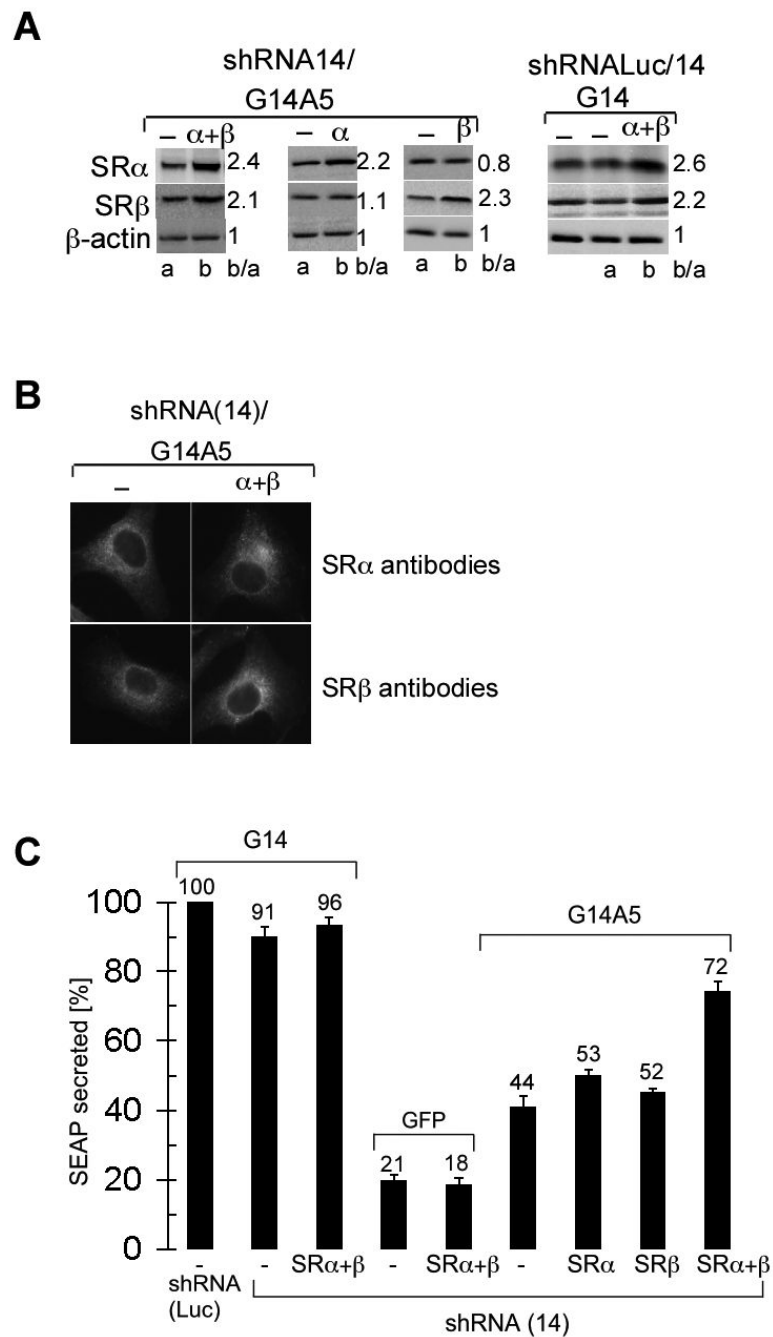 A
shRNA14/
G14A5
shRNALuc/14
G14
– α+β – α – β – – α+β
SRα 2.4 2.2 0.8 2.6
SRβ 2.1 1.1 2.3 2.2
β-actin 1 1 1 1
a b b/a a b b/a a b b/a a b b/a
B
shRNA(14)/
G14A5
– α+β
SRα antibodies
SRβ antibodies
C
G14
G14A5
GFP
SEAP secreted [%]
100
80
60
40
20
0
100 91 96 21 18 44 53 52 72
- - SRα+β - SRα+β - SRα SRβ SRα+β
shRNA
(Luc)
shRNA (14)